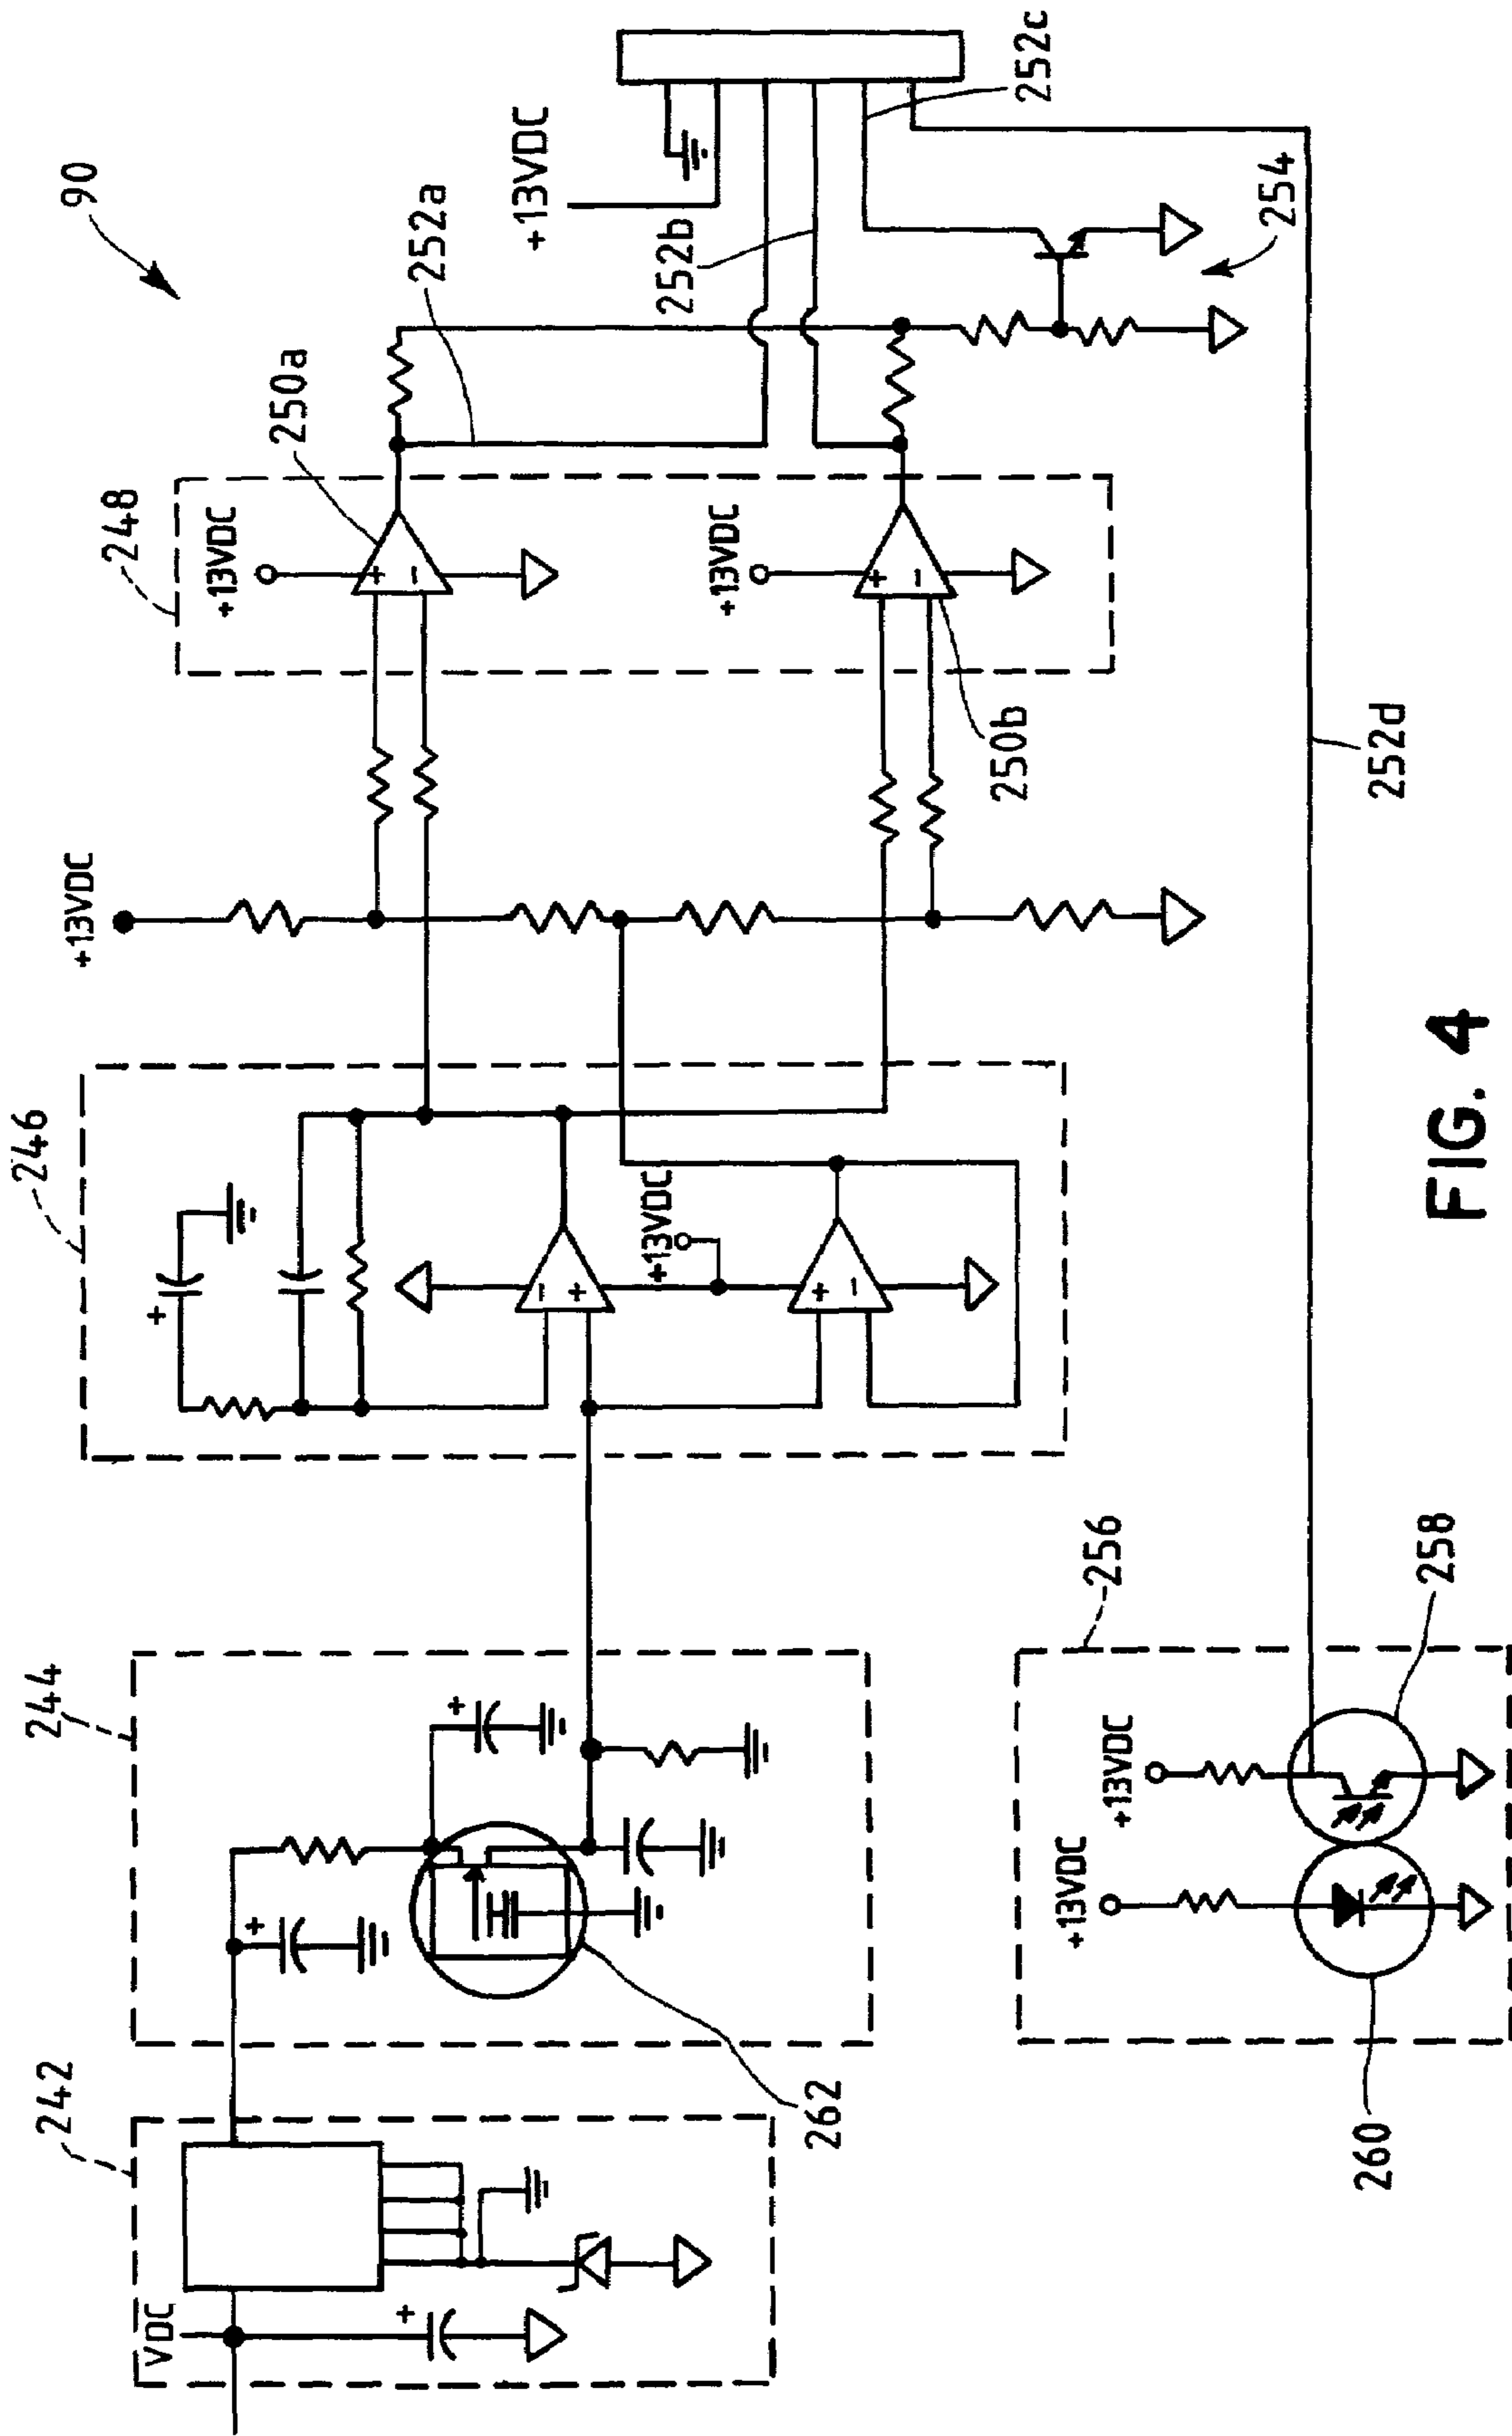 90
242
VDC
244
+
+
+
262
246
+
-
+
+13VDC
+
-
+13VDC
248
+13VDC
250a
+
-
+13VDC
+
-
250b
252a
+13VDC
252b
252c
254
256
+13VDC
+13VDC
258
260
252d
FIG. 4